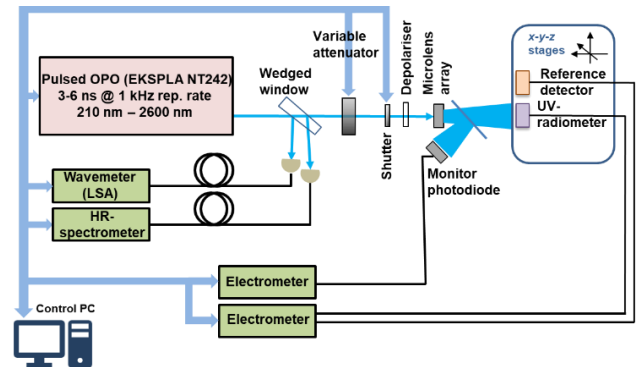 Variable
attenuator
Pulsed OPO (EKSPLA NT242)
3-6 ns @ 1 kHz rep. rate
210 nm – 2600 nm
Wedged
window
Shutter
Depolariser
Microlens
array
x-y-z
stages
Reference
detector
UV-
radiometer
Monitor
photodiode
Wavemeter
(LSA)
HR-
spectrometer
Electrometer
Electrometer
Control PC